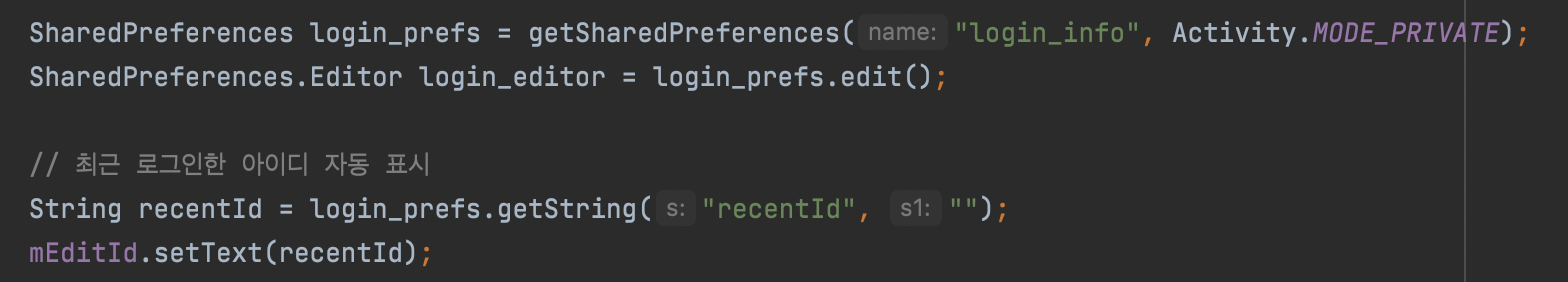 SharedPreferences login_prefs = getSharedPreferences( name: "login_info", Activity.MODE_PRIVATE);
SharedPreferences.Editor login_editor = login_prefs.edit();
// 최근 로그인한 아이디 자동 표시
String recentId = login_prefs.getString( s: "recentId", s1: "");
mEditId.setText(recentId);